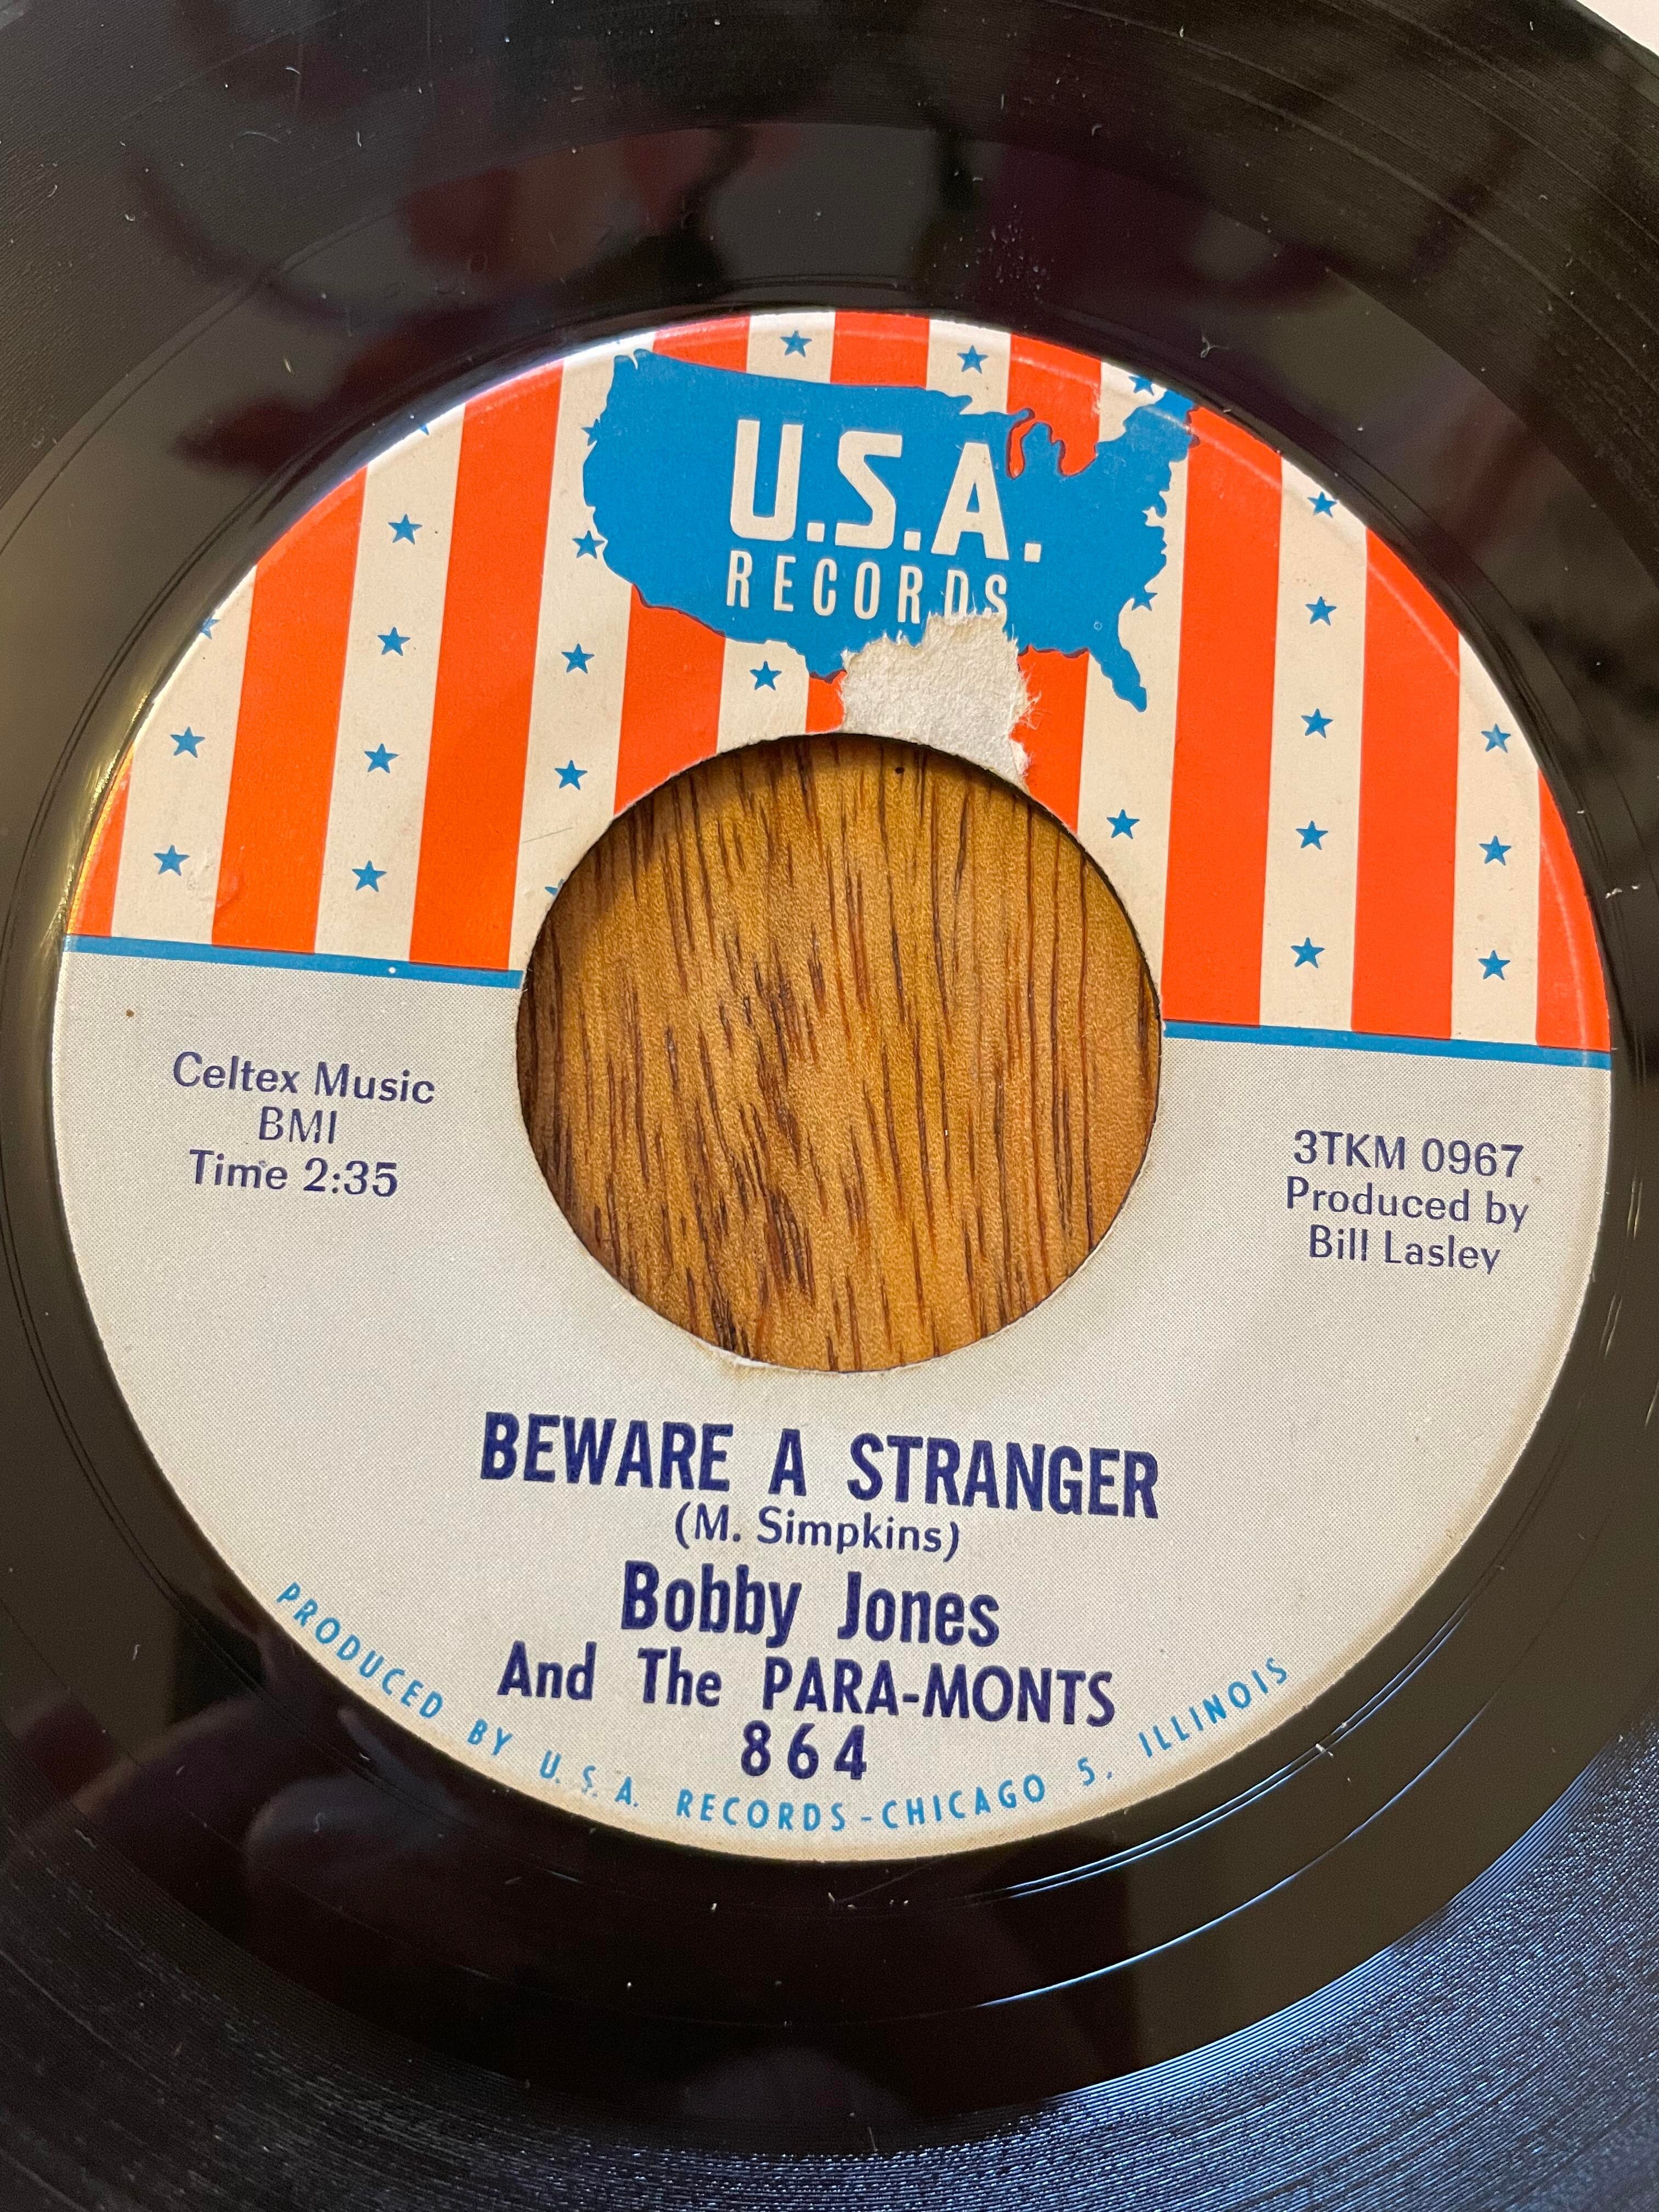 U.S.A.
RECORDS
Celtex Music
BMI
Time 2:35
3TKM 0967
Produced by
Bill Lasley
BEWARE A STRANGER
(M. Simpkins)
Bobby Jones
And The PARA-MONTS
864
PRODUCED BY U.S.A. RECORDS-CHICAGO 5, ILLINOIS